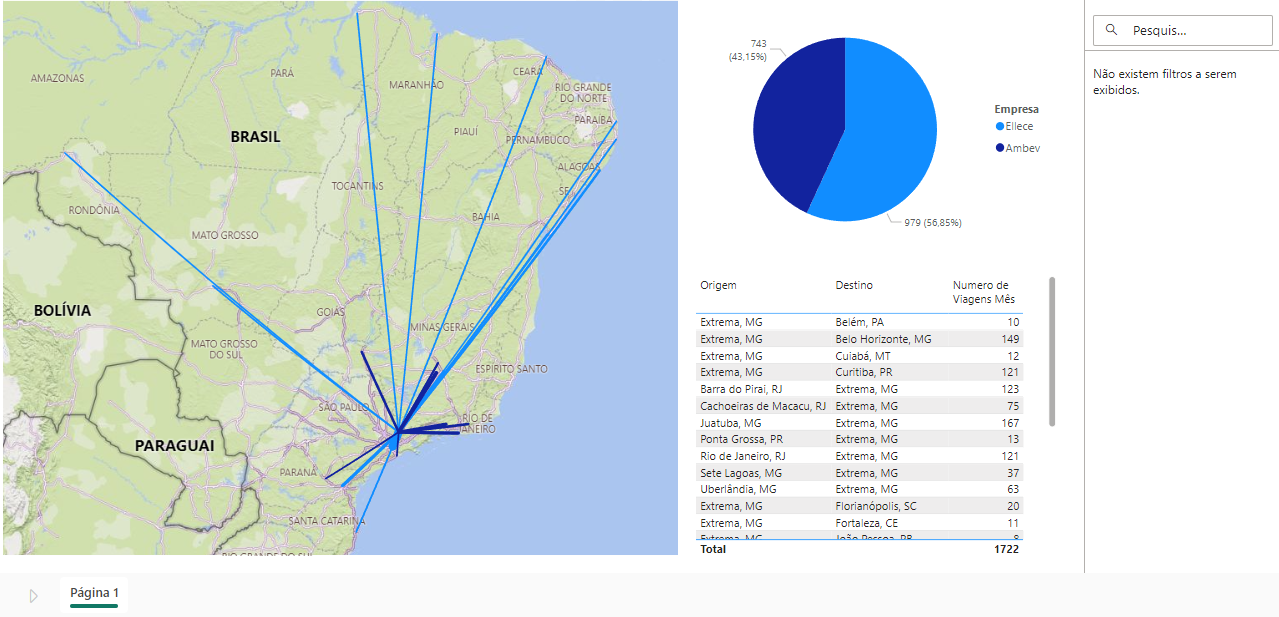 AMAZONAS
PARÁ
MARANHÃO
CEARÁ
RIO GRANDE
DO NORTE
PARAÍBA
BRASIL
PIAUÍ
PERNAMBUCO
ALAGOAS
SE
TOCANTINS
RONDÔNIA
BAHIA
MATO GROSSO
BOLÍVIA
GOIÁS
MINAS GERAIS
MATO GROSSO
DO SUL
ESPÍRITO SANTO
SÃO PAULO
RIO DE
JANEIRO
PARAGUAI
PARANÁ
SANTA CATARINA
RIO GRANDE DO SUL
743
(43,15%)
979 (56,85%)
Empresa
Ellece
Ambev
Origem Destino Numero de
Viagens Mês
Extrema, MG Belém, PA 10
Extrema, MG Belo Horizonte, MG 149
Extrema, MG Cuiabá, MT 12
Extrema, MG Curitiba, PR 121
Barra do Pirai, RJ Extrema, MG 123
Cachoeiras de Macacu, RJ Extrema, MG 75
Juatuba, MG Extrema, MG 167
Ponta Grossa, PR Extrema, MG 13
Rio de Janeiro, RJ Extrema, MG 121
Sete Lagoas, MG Extrema, MG 37
Uberlândia, MG Extrema, MG 63
Extrema, MG Florianópolis, SC 20
Extrema, MG Fortaleza, CE 11
Extrema, MG João Pessoa, PB 8
Total 1722
Pesquis...
Não existem filtros a serem
exibidos.
Página 1